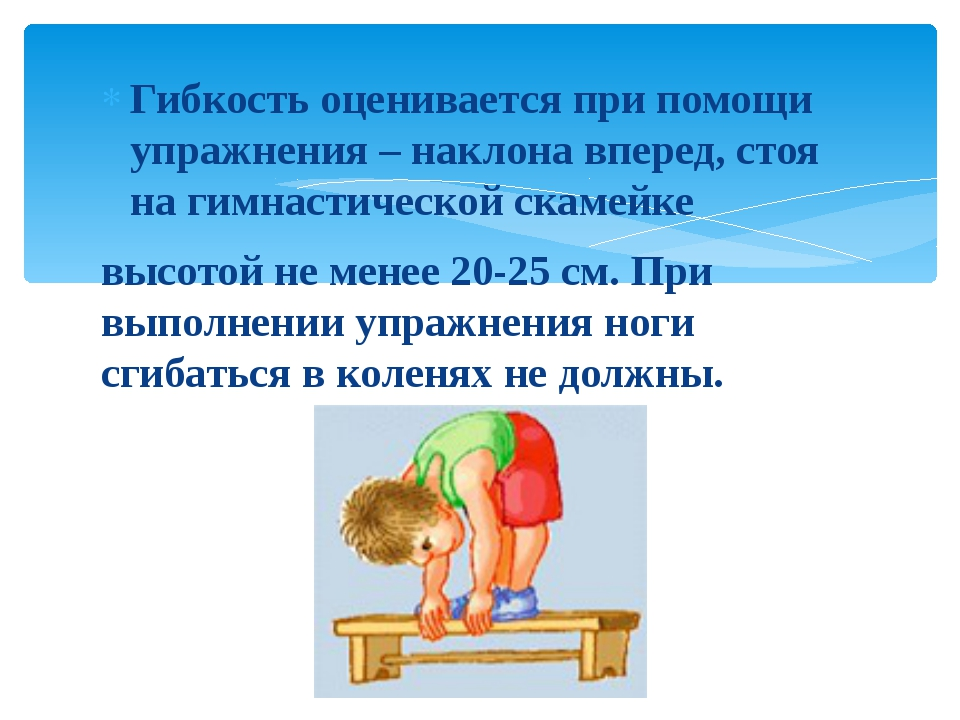 * Гибкость оценивается при помощи
упражнения – наклона вперед, стоя
на гимнастической скамейке
высотой не менее 20-25 см. При
выполнении упражнения ноги
сгибаться в коленях не должны.